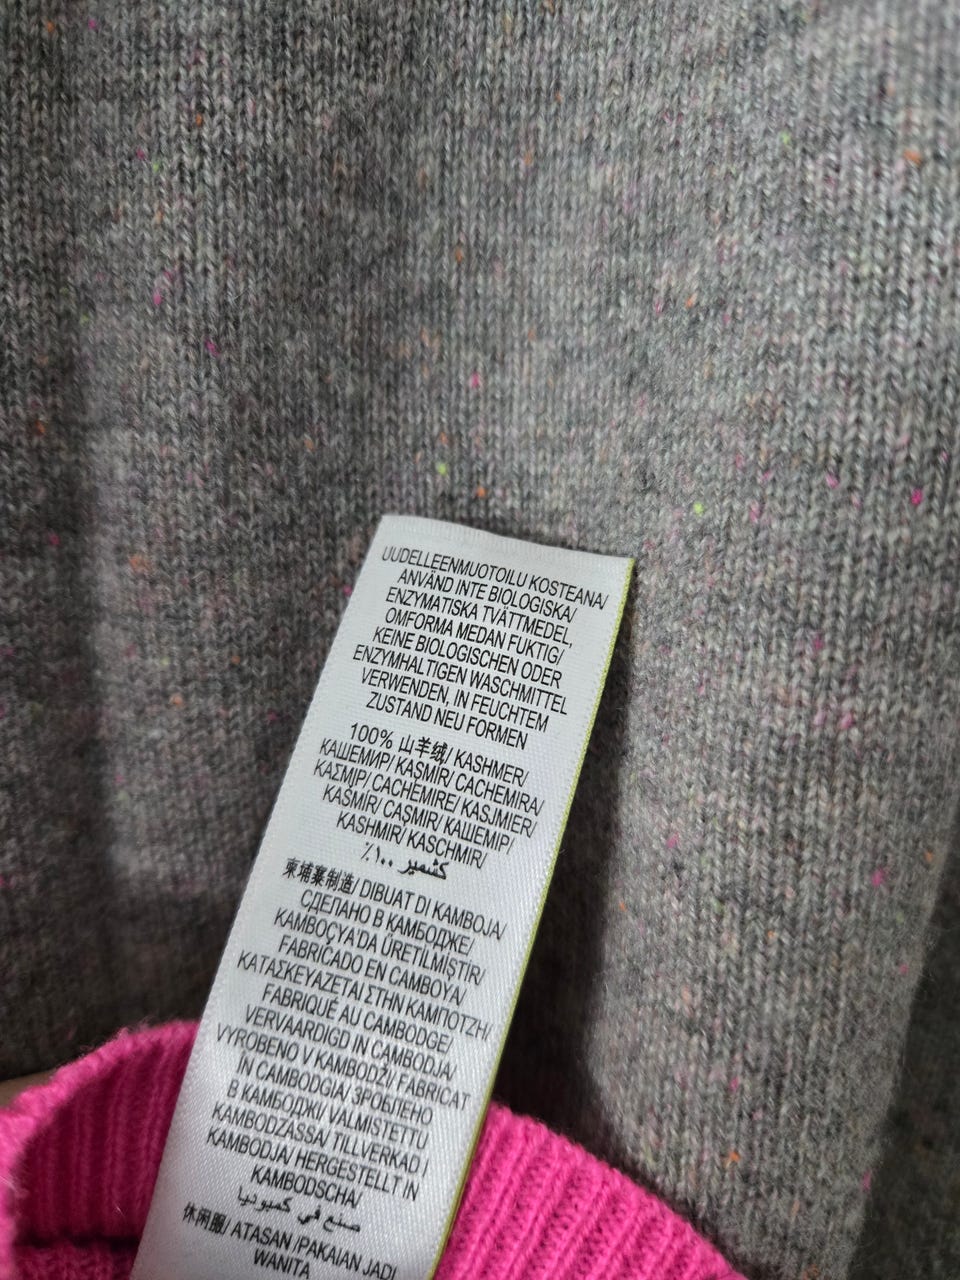 UUDELLEENMUOTOILU KOSTEANA/
ANVÄND INTE BIOLOGISKA/
ENZYMATISKA TVÄTTMEDEL,
OMFORMA MEDAN FUKTIG/
KEINE BIOLOGISCHEN ODER
ENZYMHALTIGEN WASCHMITTEL
VERWENDEN, IN FEUCHTEM
ZUSTAND NEU FORMEN
100% 山羊绒/ KASHMER/
КАШЕМИР/ KAŞMİR/ CACHEMIRA/
ΚΑΣΜΙΡ/ CACHEMIRE/ KASJMIER/
KAŠMÍR/ CAŞMIR/ КАШЕМІР/
KASHMIR/ KASCHMIR/
٪١٠٠ كشمير
柬埔寨制造/ DIBUAT DI KAMBOJA/
СДЕЛАНО В КАМБОДЖЕ/
KAMBOÇYA'DA ÜRETİLMİŞTİR/
FABRICADO EN CAMBOYA/
ΚΑΤΑΣΚΕΥΑΖΕΤΑΙ ΣΤΗΝ ΚΑΜΠΟΤΖΗ/
FABRIQUÉ AU CAMBODGE/
VERVAARDIGD IN CAMBODJA/
VYROBENO V KAMBODŽI/ FABRICAT
ÎN CAMBODGIA/ ЗРОБЛЕНО
В КАМБОДЖІ/ VALMISTETTU
KAMBODZASSA/ TILLVERKAD I
KAMBODJA/ HERGESTELLT IN
KAMBODSCHA/
صنع في كمبوديا
休闲服/ ATASAN /PAKAIAN JADI
WANITA